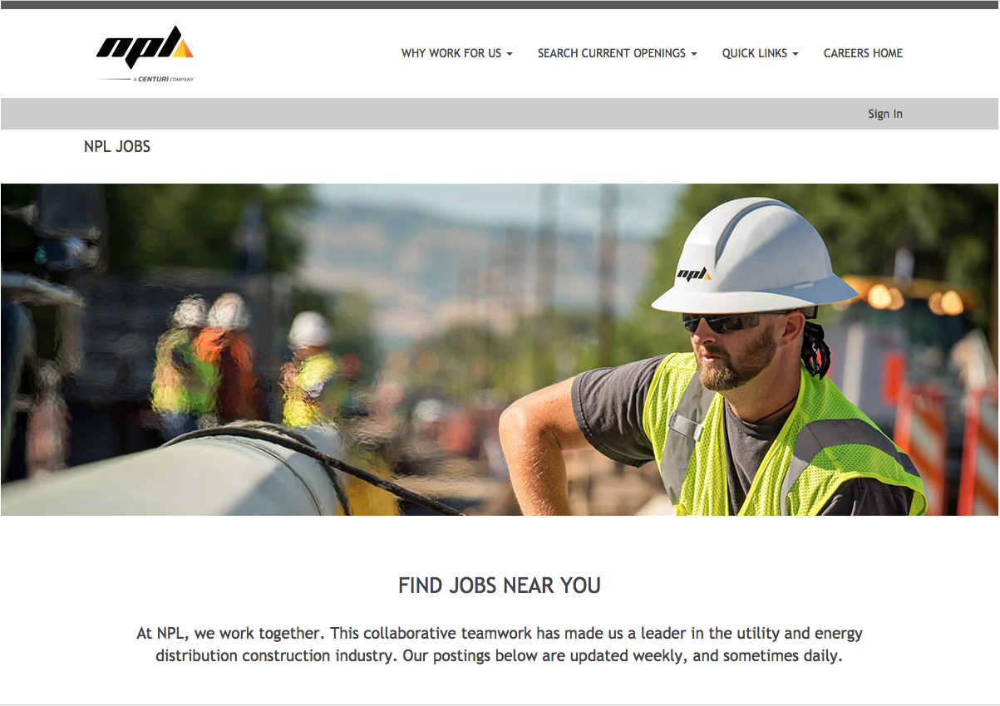 npl
A CENTURI COMPANY
WHY WORK FOR US SEARCH CURRENT OPENINGS QUICK LINKS CAREERS HOME
Sign In
NPL JOBS
npl
FIND JOBS NEAR YOU
At NPL, we work together. This collaborative teamwork has made us a leader in the utility and energy
distribution construction industry. Our postings below are updated weekly, and sometimes daily.